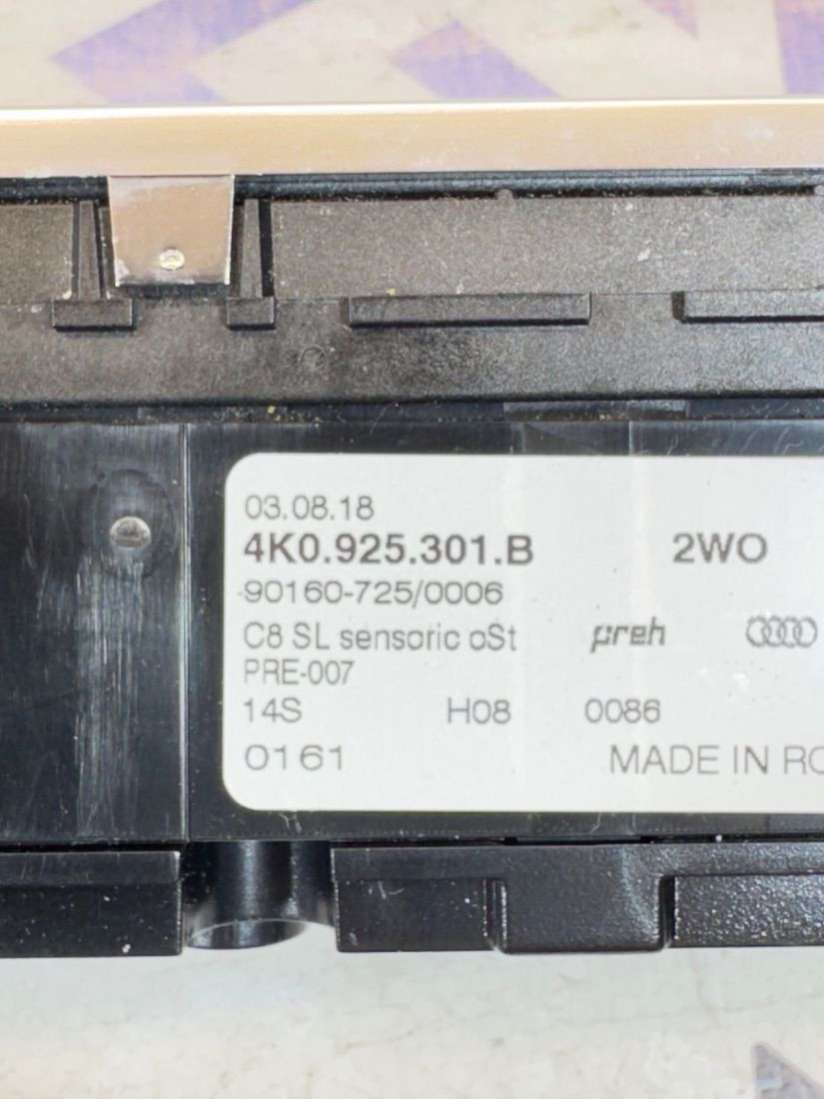 03.08.18
4K0.925.301.B 2WO
90160-725/0006
C8 SL sensoric oSt preh
PRE-007
14S H08 0086
0161 MADE IN RO